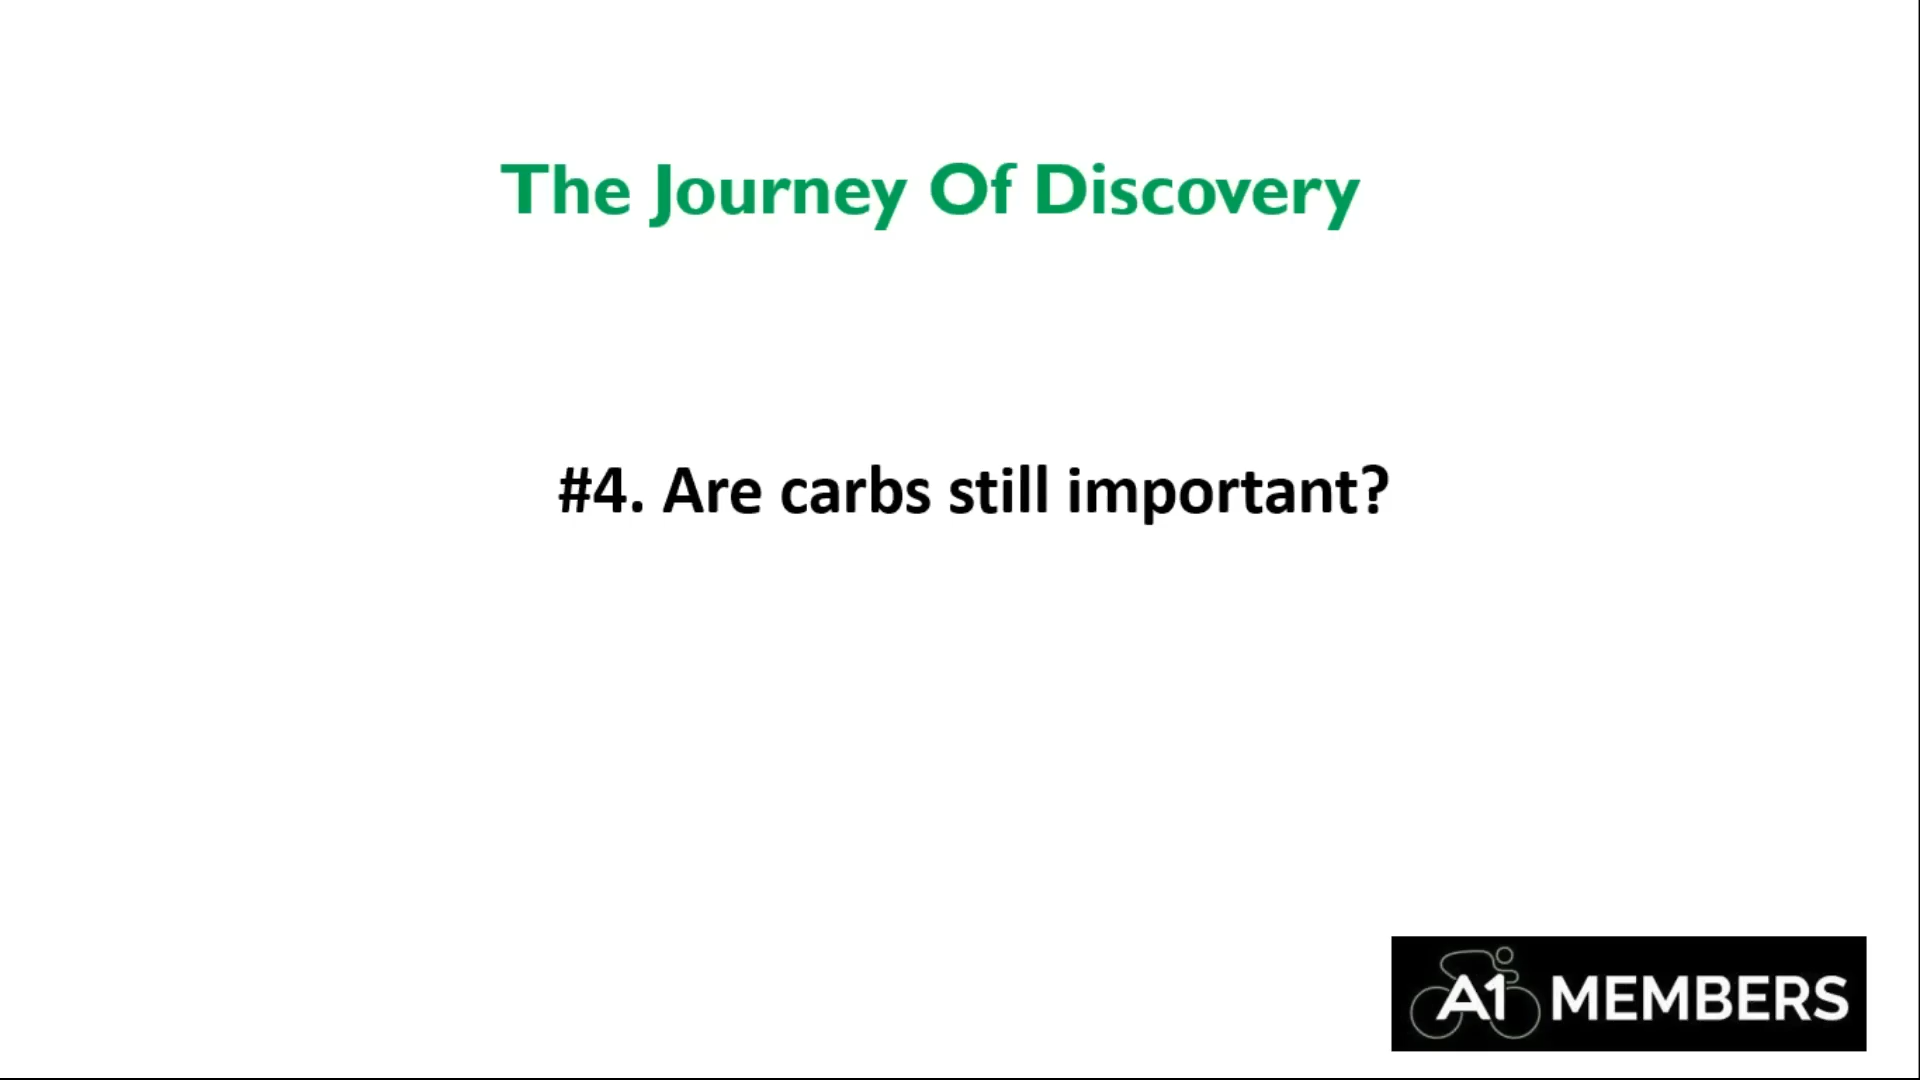 The Journey Of Discovery
#4. Are carbs still important?
A1 MEMBERS